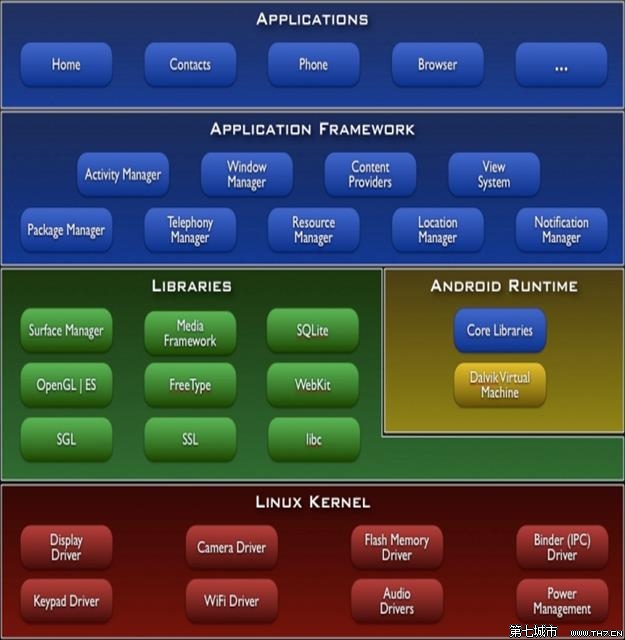 APPLICATIONS
Home Contacts Phone Browser ...
APPLICATION FRAMEWORK
Activity Manager
Window
Manager
Content
Providers
View
System
Package Manager
Telephony
Manager
Resource
Manager
Location
Manager
Notification
Manager
LIBRARIES
Surface Manager
Media
Framework
SQLite
OpenGL | ES
FreeType
WebKit
SGL
SSL
libc
ANDROID RUNTIME
Core Libraries
Dalvik Virtual
Machine
LINUX KERNEL
Display
Driver
Camera Driver
Flash Memory
Driver
Binder (IPC)
Driver
Keypad Driver
WiFi Driver
Audio
Drivers
Power
Management
第七城市 www.TH7.CN